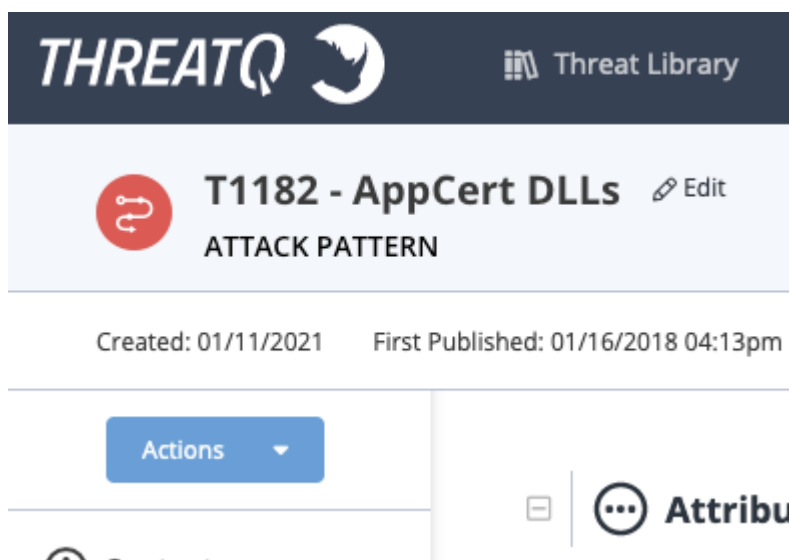 THREATQ
Threat Library
T1182 - AppCert DLLs
Edit
ATTACK PATTERN
Created: 01/11/2021
First Published: 01/16/2018 04:13pm
Actions
Attribu